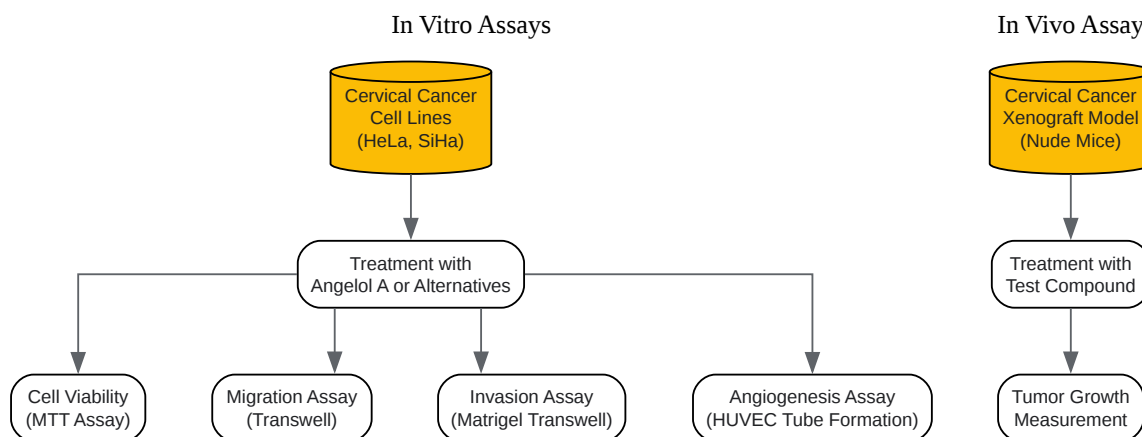 In Vitro Assays
Cervical Cancer
Cell Lines
(HeLa, SiHa)
Treatment with
Angelol A or Alternatives
Cell Viability
(MTT Assay)
Migration Assay
(Transwell)
Invasion Assay
(Matrigel Transwell)
Angiogenesis Assay
(HUVEC Tube Formation)
In Vivo Assay
Cervical Cancer
Xenograft Model
(Nude Mice)
Treatment with
Test Compound
Tumor Growth
Measurement